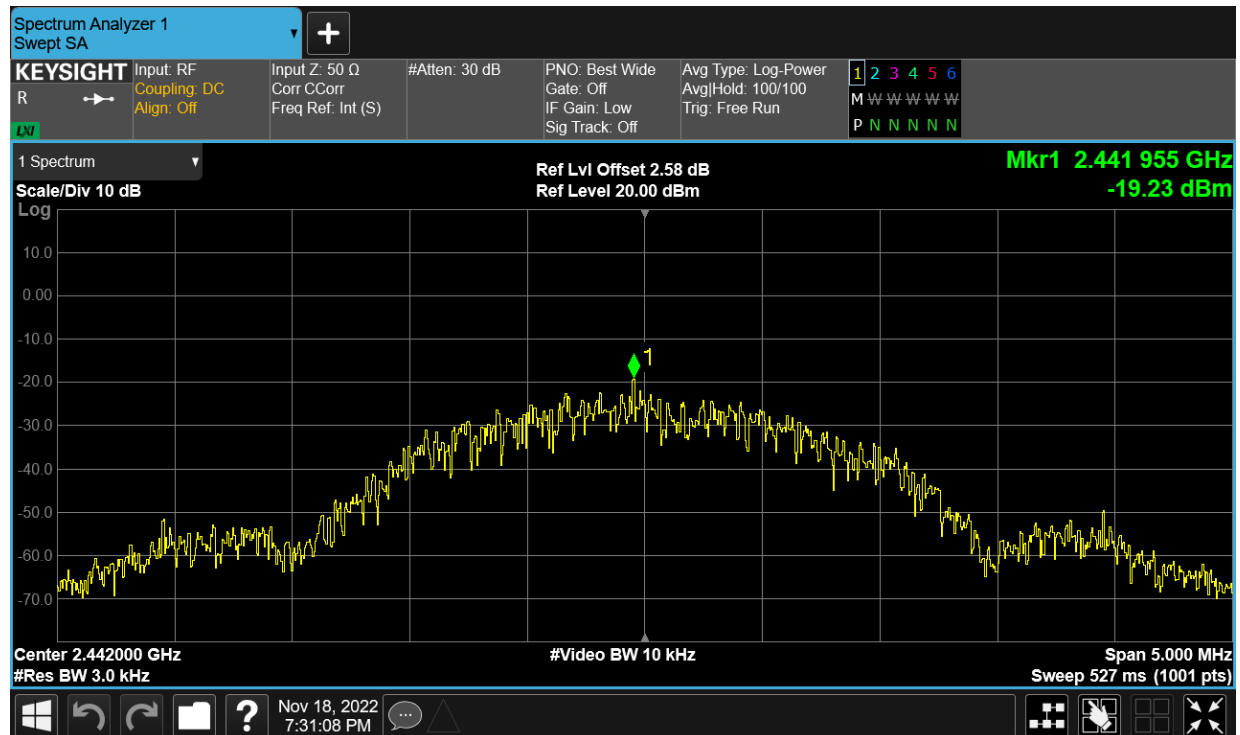 Spectrum Analyzer 1
Swept SA
KEYSIGHT
R
LXI
Input: RF
Coupling: DC
Align: Off
Input Z: 50 Ω
Corr CCorr
Freq Ref: Int (S)
#Atten: 30 dB
PNO: Best Wide
Gate: Off
IF Gain: Low
Sig Track: Off
Avg Type: Log-Power
Avg|Hold: 100/100
Trig: Free Run
1 2 3 4 5 6
M W W W W W
P N N N N N
1 Spectrum
Ref Lvl Offset 2.58 dB
Mkr1 2.441 955 GHz
Scale/Div 10 dB
Ref Level 20.00 dBm
-19.23 dBm
Log
10.0
0.00
-10.0
1
-20.0
-30.0
-40.0
-50.0
-60.0
-70.0
Center 2.442000 GHz
#Video BW 10 kHz
Span 5.000 MHz
#Res BW 3.0 kHz
Sweep 527 ms (1001 pts)
?
Nov 18, 2022
7:31:08 PM